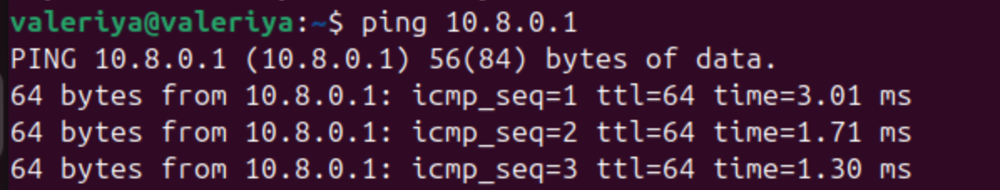 valeriya@valeriya:~$ ping 10.8.0.1
PING 10.8.0.1 (10.8.0.1) 56(84) bytes of data.
64 bytes from 10.8.0.1: icmp_seq=1 ttl=64 time=3.01 ms
64 bytes from 10.8.0.1: icmp_seq=2 ttl=64 time=1.71 ms
64 bytes from 10.8.0.1: icmp_seq=3 ttl=64 time=1.30 ms